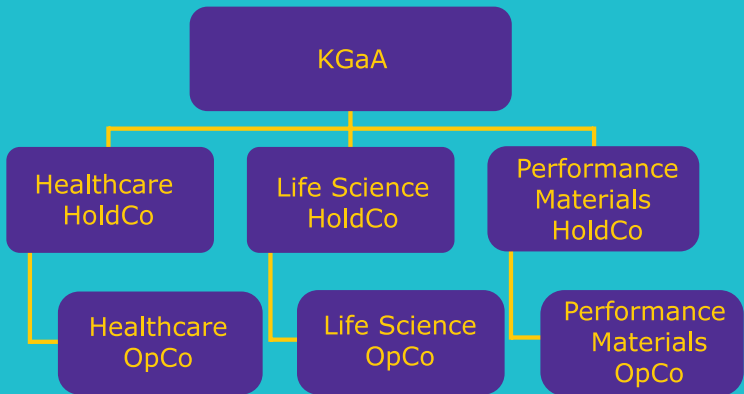 KGaA
Healthcare
HoldCo
Life Science
HoldCo
Performance
Materials
HoldCo
Healthcare
OpCo
Life Science
OpCo
Performance
Materials
OpCo